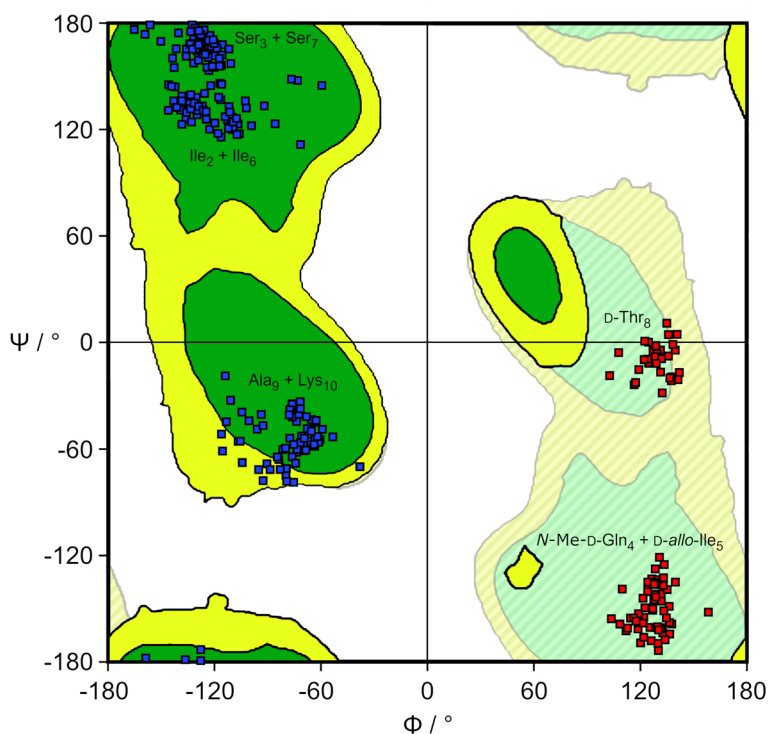 180
Ser₃ + Ser₇
120
Ile₂ + Ile₆
60
D-Thr₈
Ψ / °
0
Ala₉ + Lys₁₀
-60
-120
N-Me-D-Gln₄ + D-allo-Ile₅
-180
-180 -120 -60 0 60 120 180
Φ / °